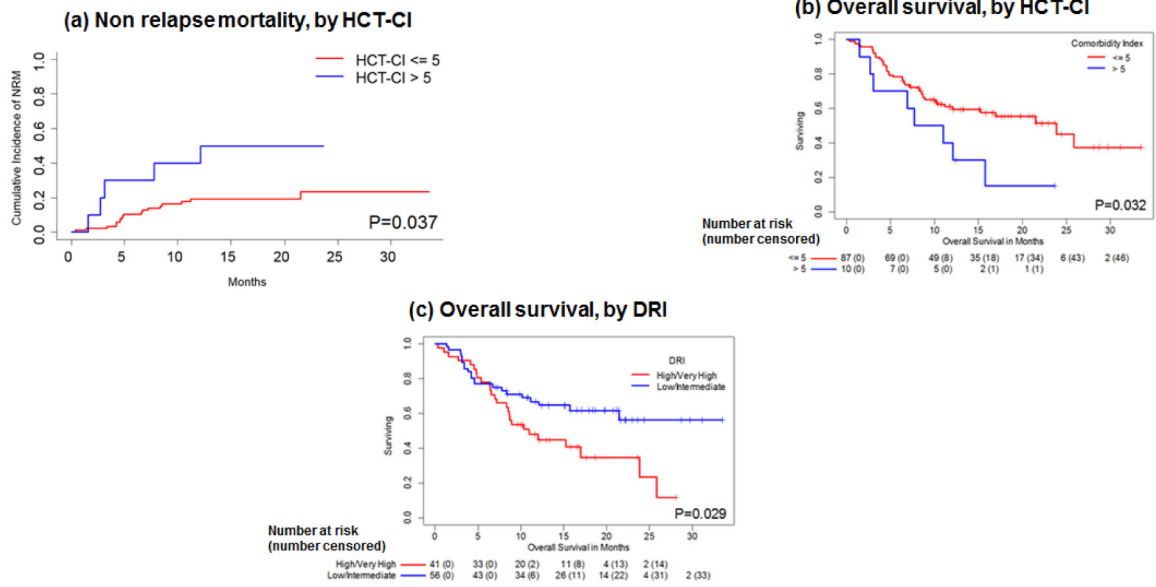 (a) Non relapse mortality, by HCT-CI
HCT-CI <= 5
HCT-CI > 5
Cumulative Incidence of NRM
1.0
0.8
0.6
0.4
0.2
0.0
P=0.037
0 5 10 15 20 25 30
Months
(b) Overall survival, by HCT-CI
Comorbidity Index
<= 5
> 5
Surviving
1.0
0.8
0.6
0.4
0.2
0.0
P=0.032
0 5 10 15 20 25 30
Overall Survival in Months
Number at risk
(number censored)
<= 5 87 (0) 69 (0) 49 (8) 35 (18) 17 (34) 6 (43) 2 (46)
> 5 10 (0) 7 (0) 5 (0) 2 (1) 1 (1)
(c) Overall survival, by DRI
DRI
High/Very High
Low/Intermediate
Surviving
1.0
0.8
0.6
0.4
0.2
0.0
P=0.029
0 5 10 15 20 25 30
Overall Survival in Months
Number at risk
(number censored)
High/Very High 41 (0) 33 (0) 20 (2) 11 (8) 4 (13) 2 (14)
Low/Intermediate 56 (0) 43 (0) 34 (6) 26 (11) 14 (22) 4 (31) 2 (33)